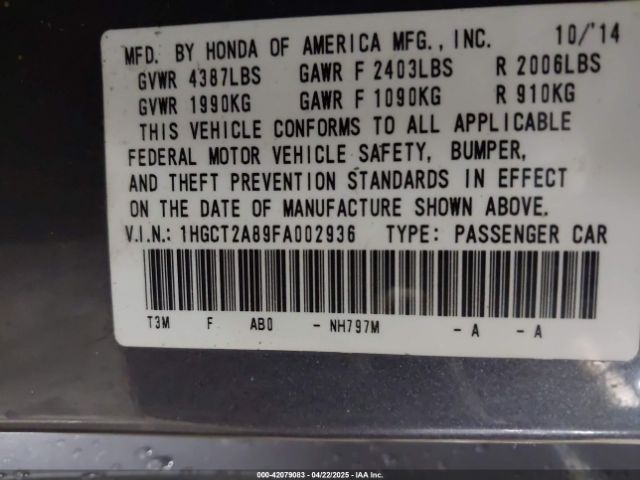 MFD. BY HONDA OF AMERICA MFG., INC. 10/'14
GVWR 4387LBS GAWR F 2403LBS R 2006LBS
GVWR 1990KG GAWR F 1090KG R 910KG
THIS VEHICLE CONFORMS TO ALL APPLICABLE
FEDERAL MOTOR VEHICLE SAFETY, BUMPER,
AND THEFT PREVENTION STANDARDS IN EFFECT
ON THE DATE OF MANUFACTURE SHOWN ABOVE.
V.I.N.: 1HGCT2A89FA002936 TYPE: PASSENGER CAR
T3M F AB0 - NH797M - A - A
000-42079083 - 04/22/2025 - IAA Inc.